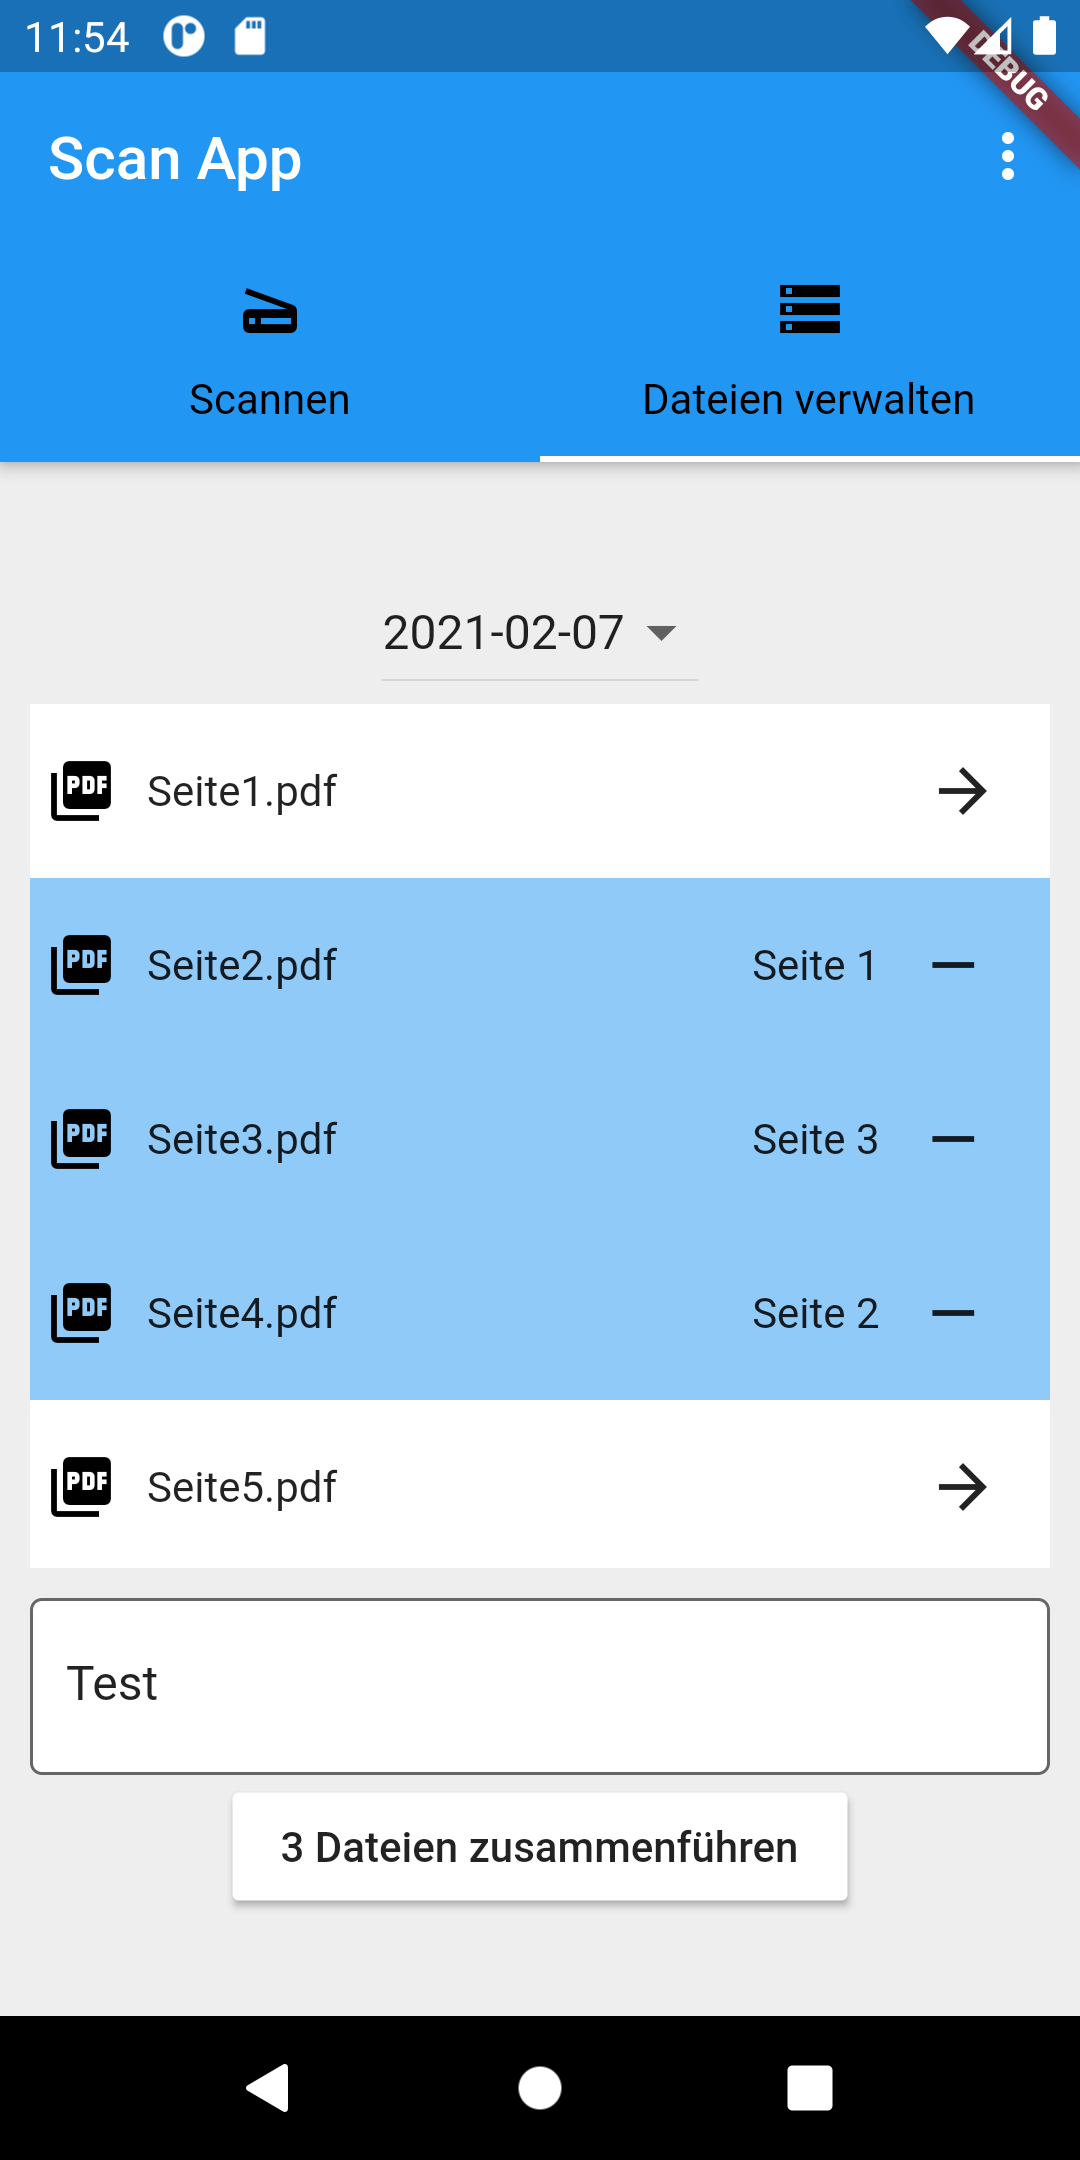 11:54
DEBUG
Scan App
Scannen
Dateien verwalten
2021-02-07
PDF Seite1.pdf
PDF Seite2.pdf Seite 1
PDF Seite3.pdf Seite 3
PDF Seite4.pdf Seite 2
PDF Seite5.pdf
Test
3 Dateien zusammenführen